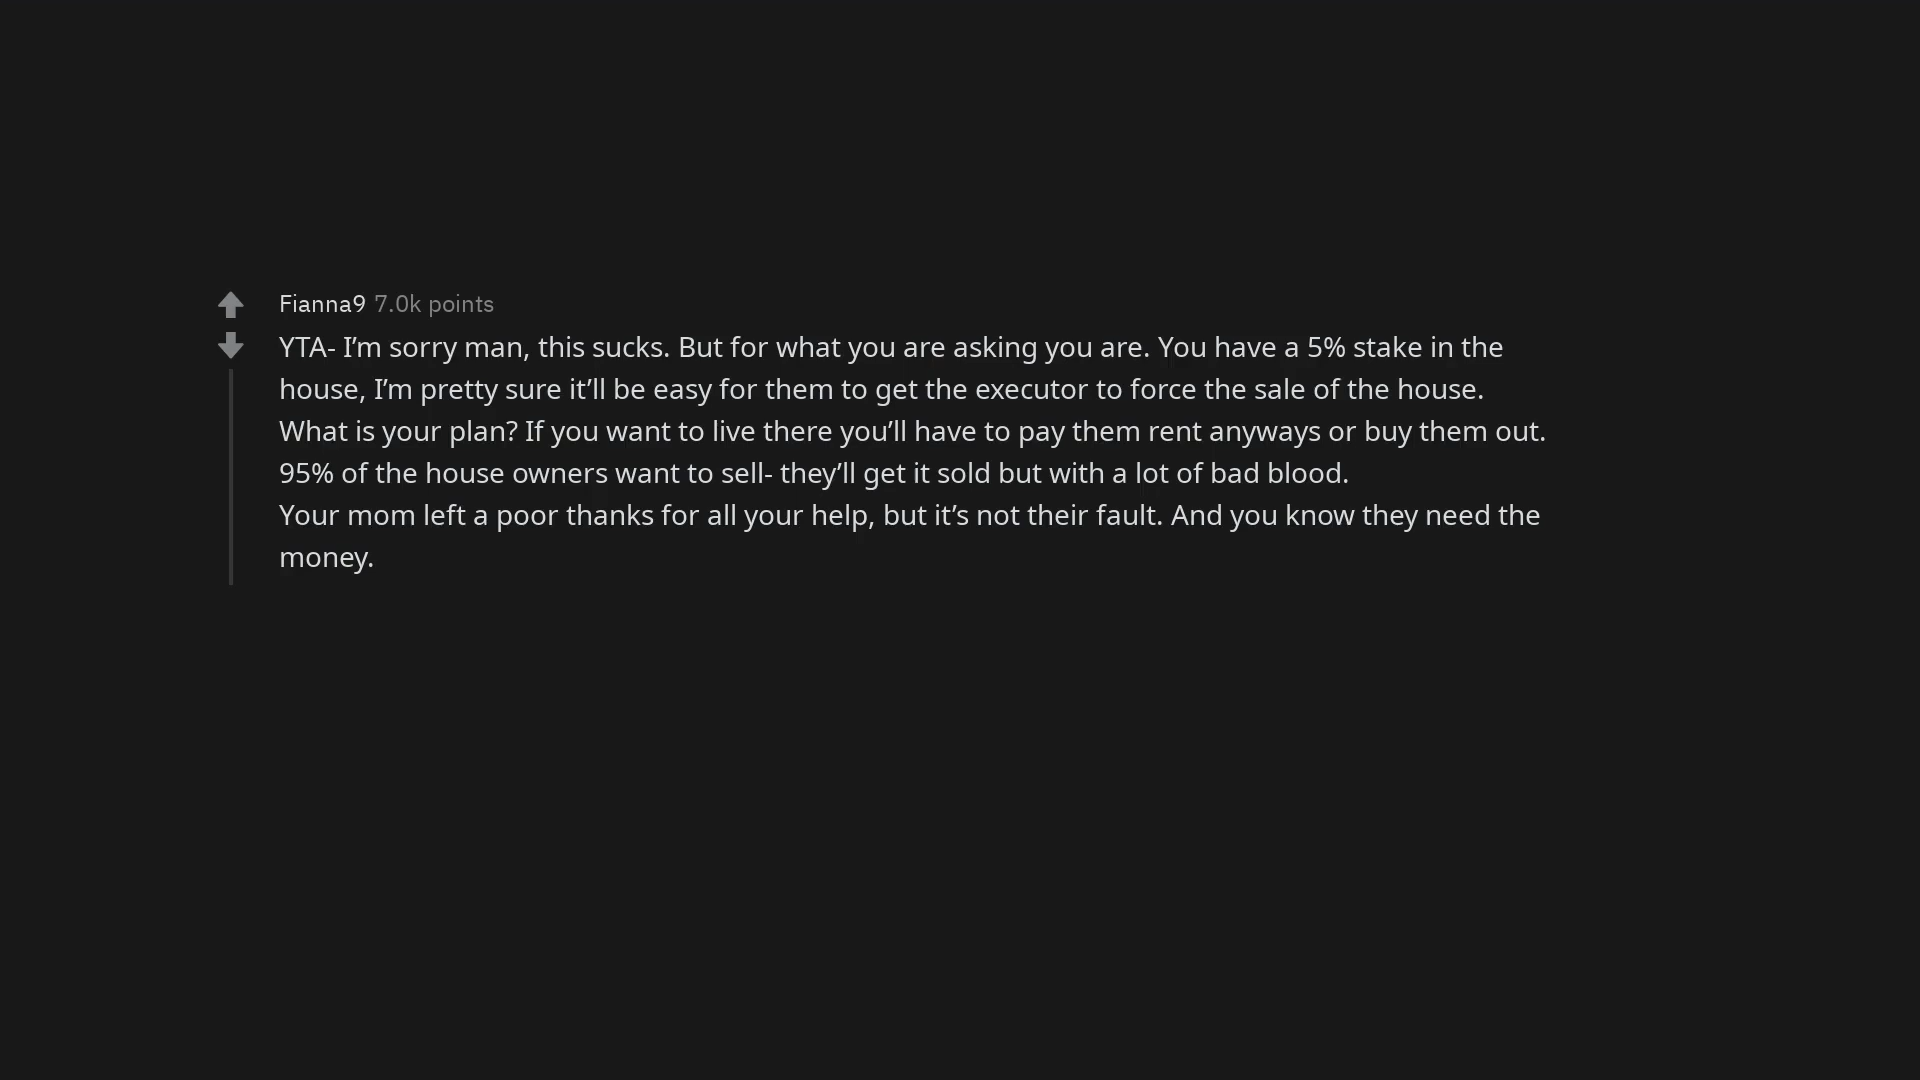 Fianna9 7.0k points
YTA- I’m sorry man, this sucks. But for what you are asking you are. You have a 5% stake in the
house, I’m pretty sure it’ll be easy for them to get the executor to force the sale of the house.
What is your plan? If you want to live there you’ll have to pay them rent anyways or buy them out.
95% of the house owners want to sell- they’ll get it sold but with a lot of bad blood.
Your mom left a poor thanks for all your help, but it’s not their fault. And you know they need the
money.